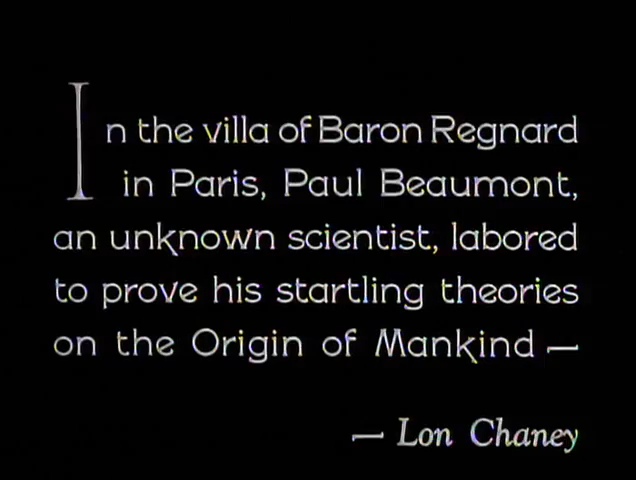 In the villa of Baron Regnard
in Paris, Paul Beaumont,
an unknown scientist, labored
to prove his startling theories
on the Origin of Mankind —
— Lon Chaney